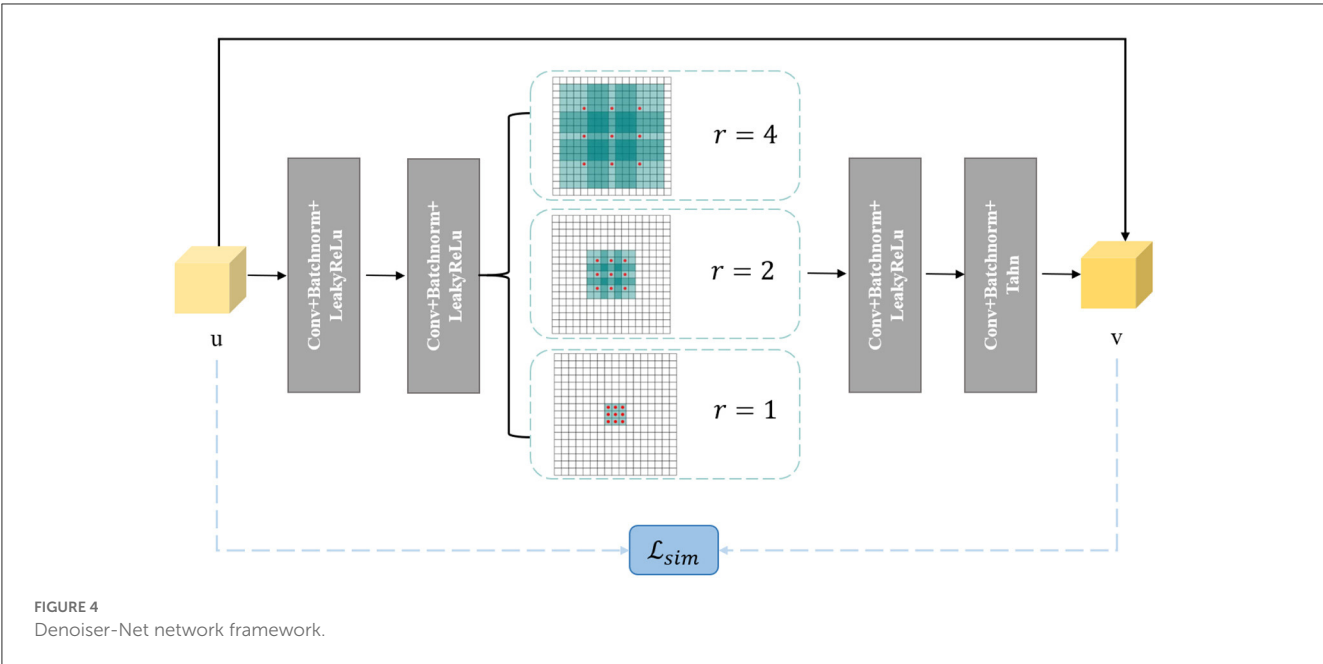 r = 4
Conv+Batchnorm+
LeakyReLu
Conv+Batchnorm+
LeakyReLu
r = 2
Conv+Batchnorm+
LeakyReLu
Conv+Batchnorm+
Tahn
u
v
r = 1
ℒsim
FIGURE 4
Denoiser-Net network framework.